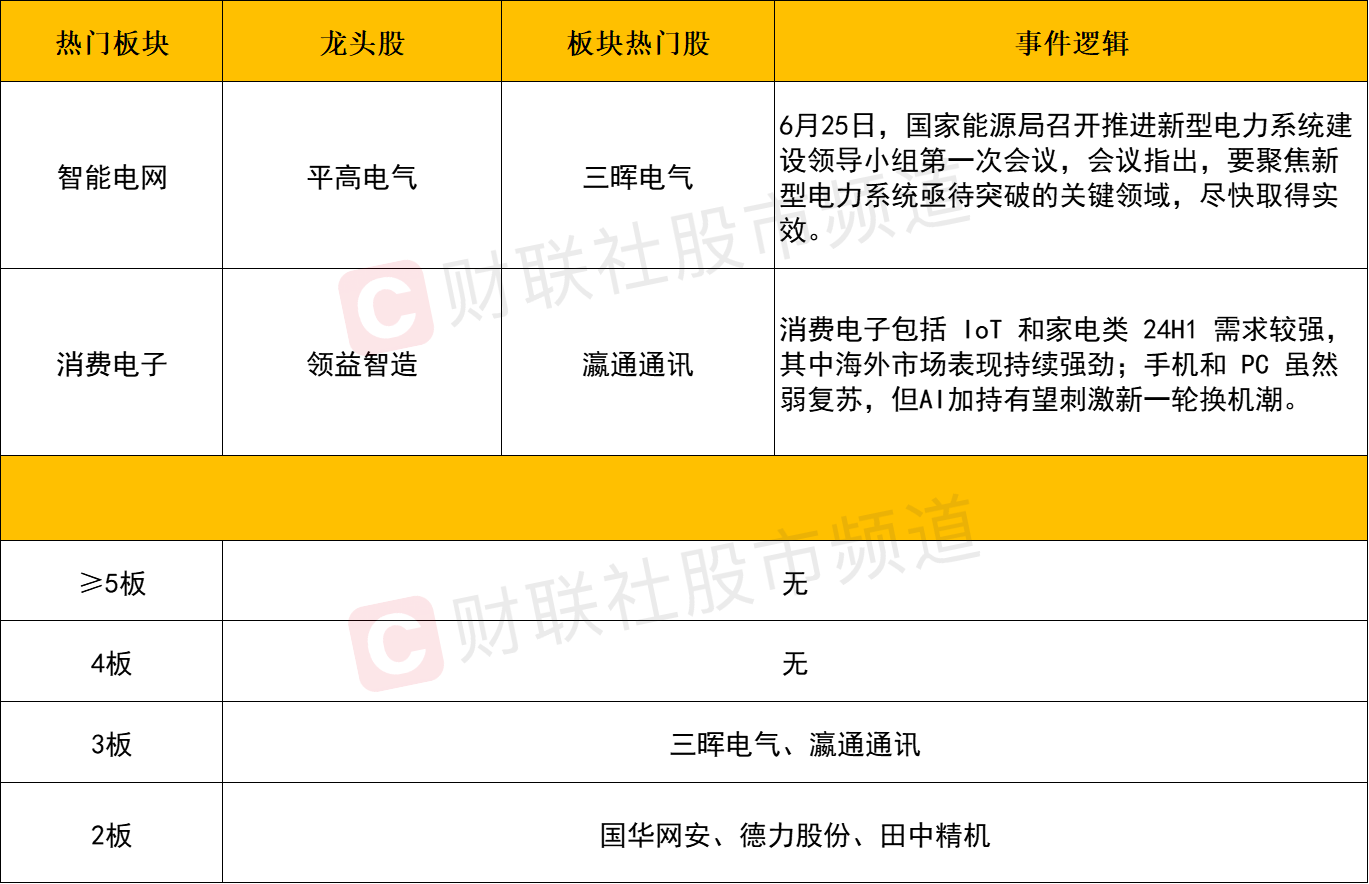 热门板块 龙头股 板块热门股 事件逻辑
智能电网 平高电气 三晖电气
6月25日，国家能源局召开推进新型电力系统建
设领导小组第一次会议，会议指出，要聚焦新
型电力系统亟待突破的关键领域，尽快取得实
效。
消费电子 领益智造 瀛通通讯
消费电子包括 IoT 和家电类 24H1 需求较强，
其中海外市场表现持续强劲；手机和 PC 虽然
弱复苏，但AI加持有望刺激新一轮换机潮。
≥5板 无
4板 无
3板 三晖电气、瀛通通讯
2板 国华网安、德力股份、田中精机
C 财联社股市频道
C 财联社股市频道